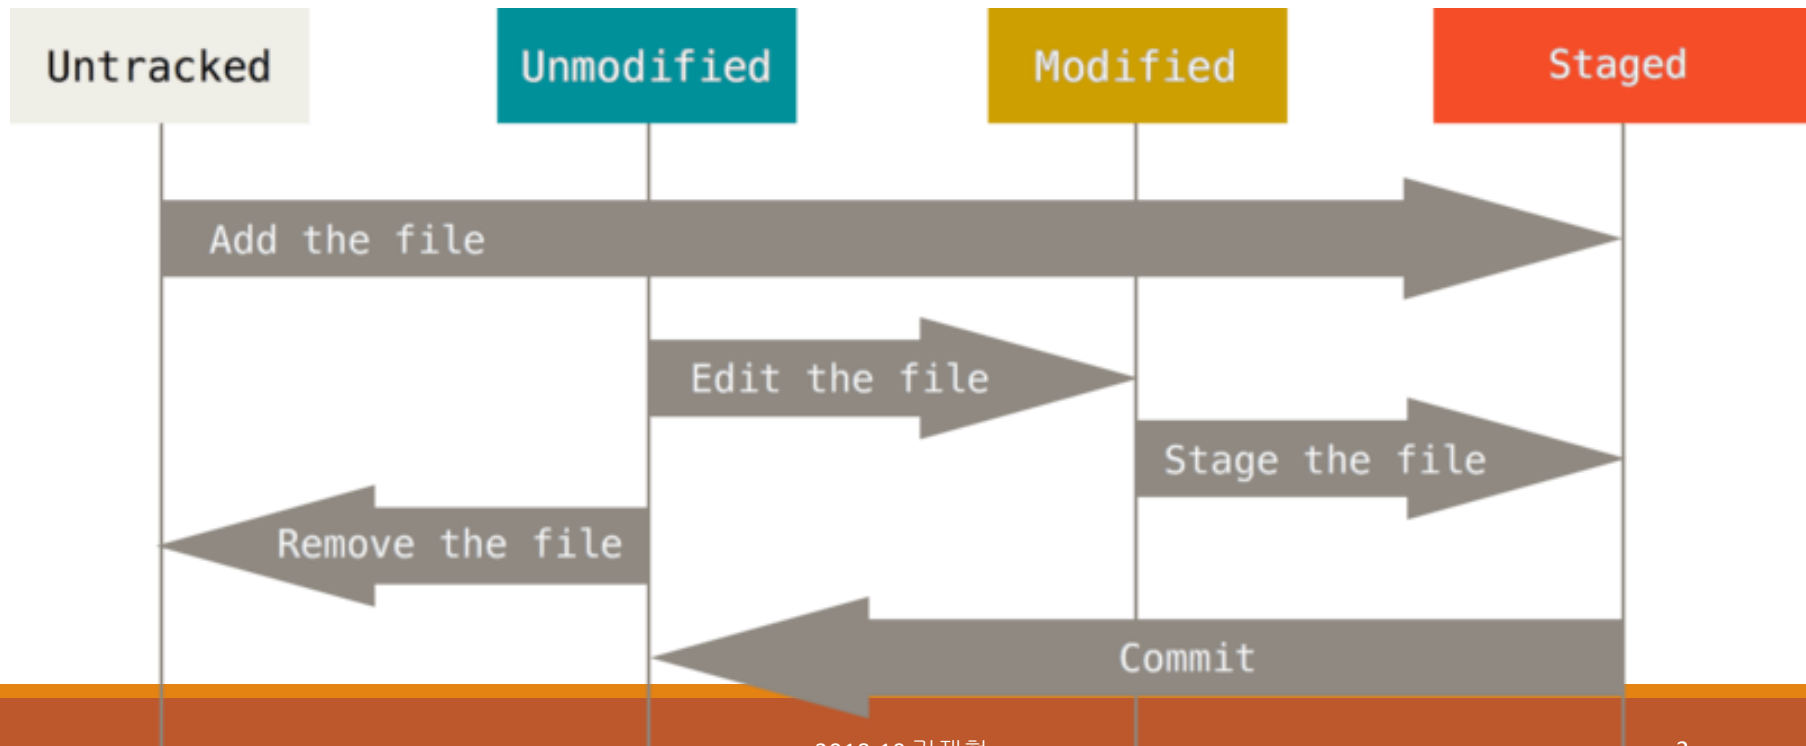 Untracked
Unmodified
Modified
Staged
Add the file
Edit the file
Stage the file
Remove the file
Commit